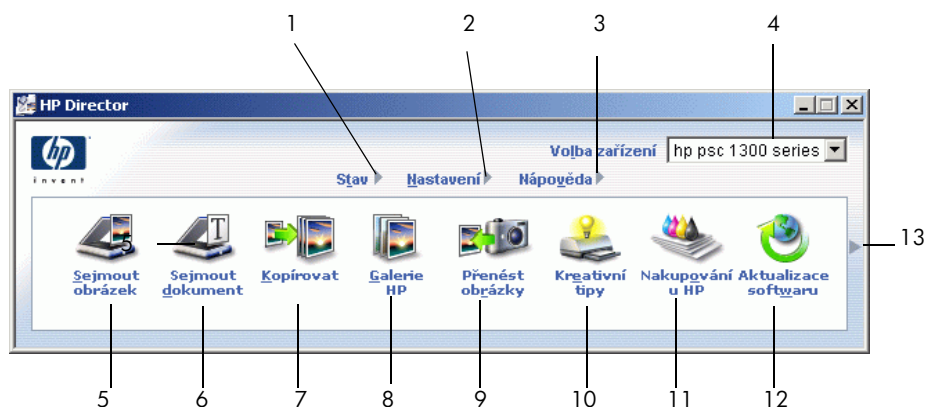 1 2 3 4
HP Director
hp
invent
Volba zařízení hp psc 1300 series
Stav Nastavení Nápověda
5
T
13
Sejmout obrázek
Sejmout dokument
Kopírovat
Galerie HP
Přenést obrázky
Kreativní tipy
Nakupování u HP
Aktualizace softwaru
5 6 7 8 9 10 11 12